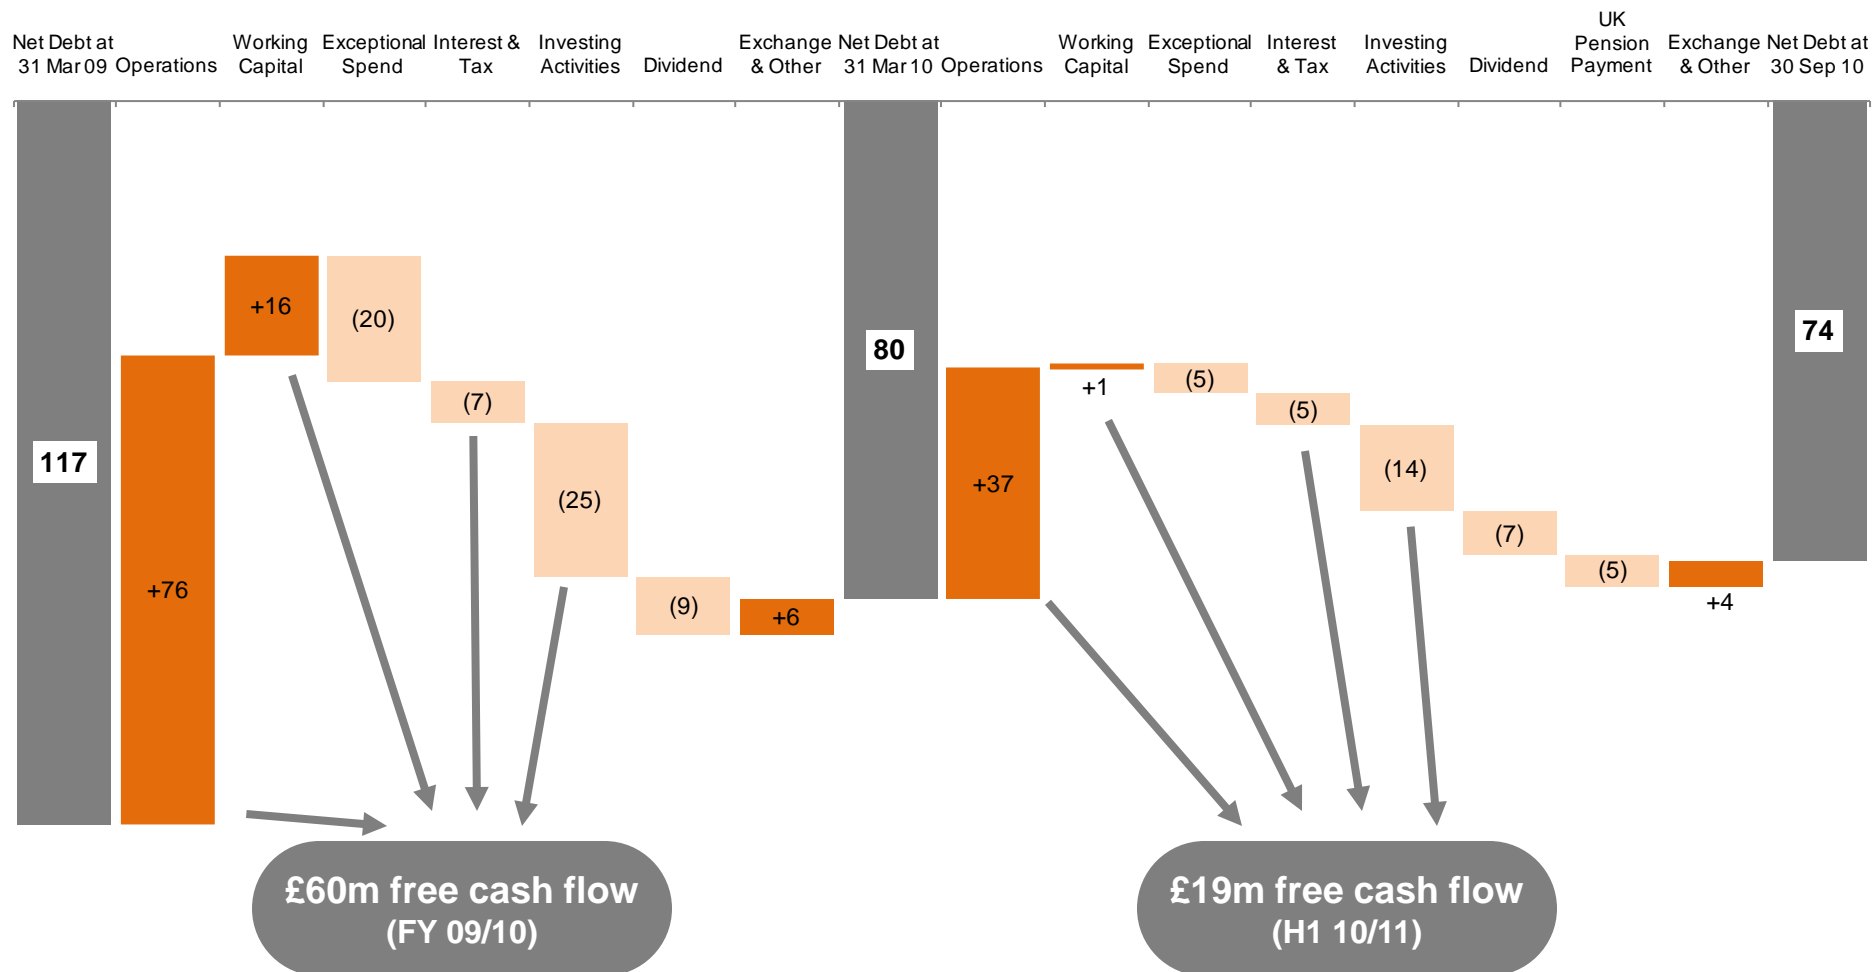 Net Debt at
31 Mar 09
Operations
Working
Capital
Exceptional
Spend
Interest &
Tax
Investing
Activities
Dividend
Exchange
& Other
Net Debt at
31 Mar 10
Operations
Working
Capital
Exceptional
Spend
Interest
& Tax
Investing
Activities
Dividend
UK
Pension
Payment
Exchange
& Other
Net Debt at
30 Sep 10
117
+76
+16
(20)
(7)
(25)
(9)
+6
80
+37
+1
(5)
(5)
(14)
(7)
(5)
+4
74
£60m free cash flow
(FY 09/10)
£19m free cash flow
(H1 10/11)